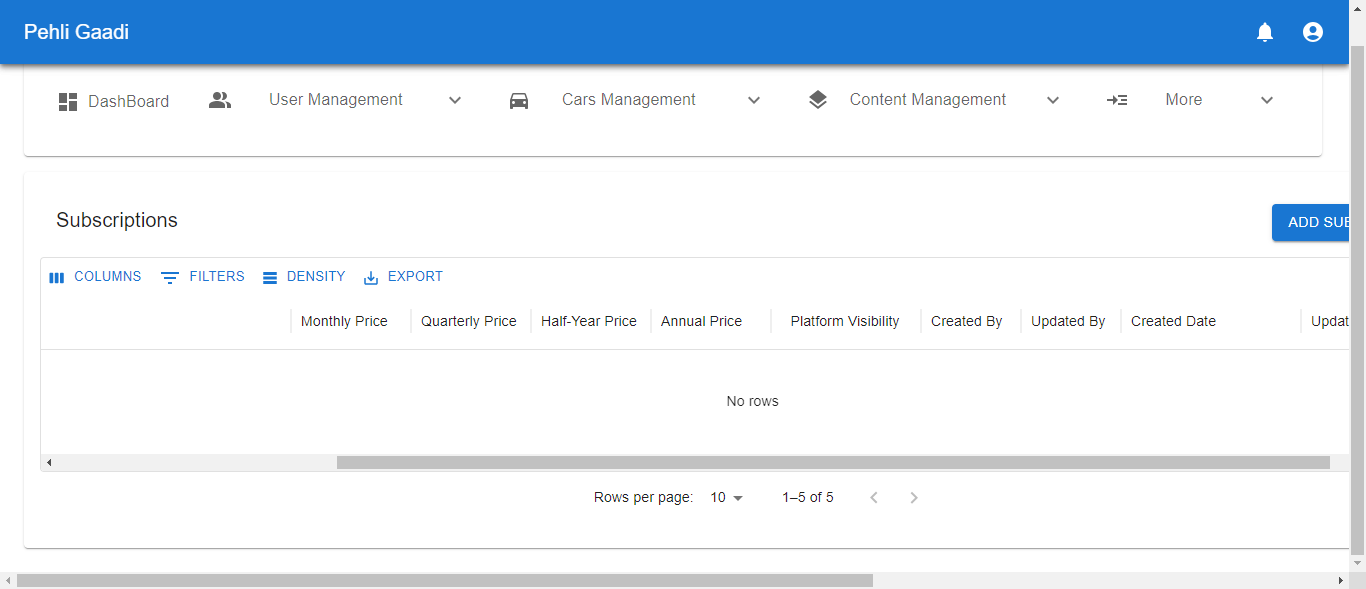 Pehli Gaadi
DashBoard User Management Cars Management Content Management More
Subscriptions
ADD SUB
COLUMNS FILTERS DENSITY EXPORT
Monthly Price Quarterly Price Half-Year Price Annual Price Platform Visibility Created By Updated By Created Date Updat
No rows
Rows per page: 10 1–5 of 5